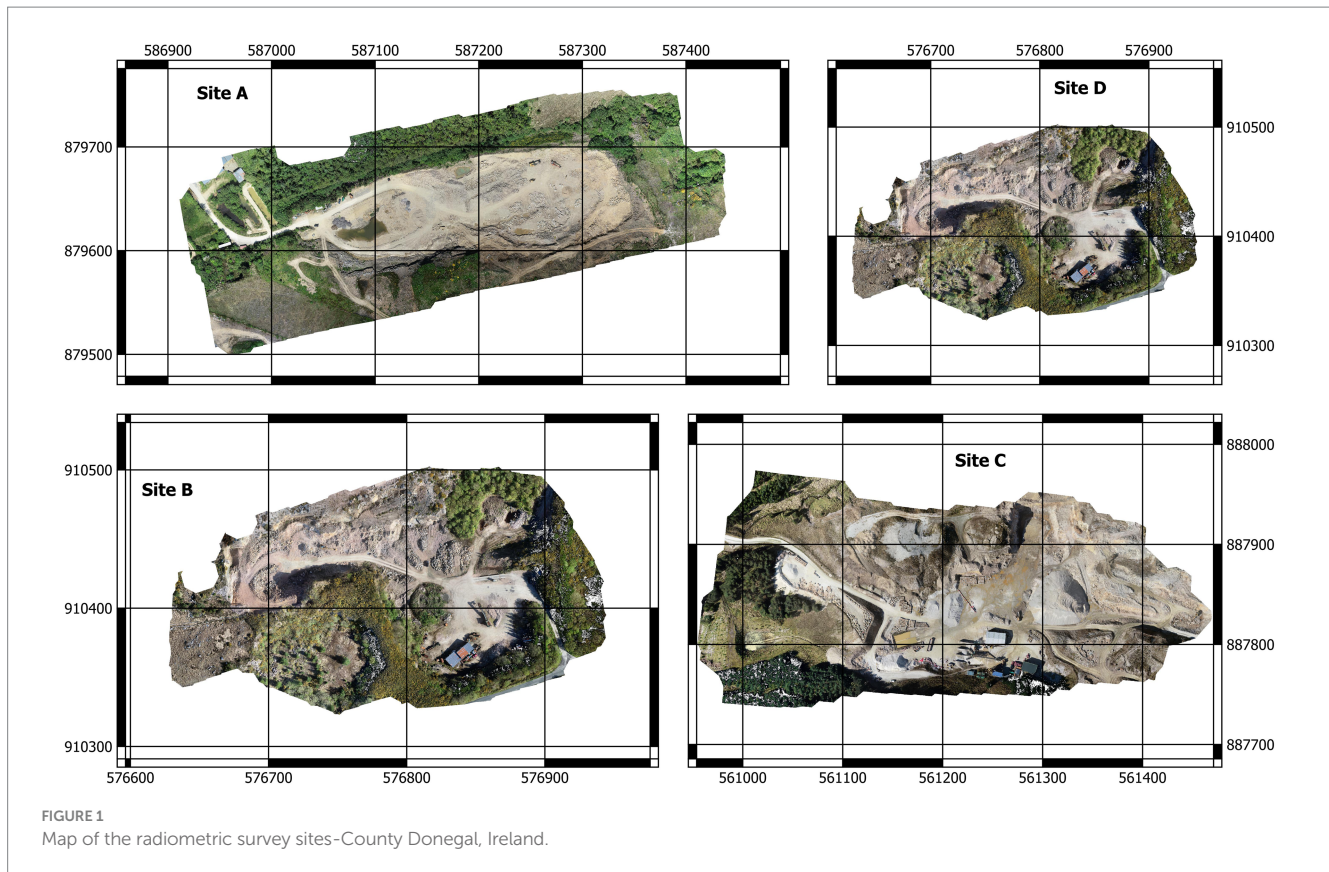 586900 587000 587100 587200 587300 587400
Site A
879700
879600
879500
576700 576800 576900
Site D
910500
910400
910300
Site B
910500
910400
910300
576600 576700 576800 576900
Site C
888000
887900
887800
887700
561000 561100 561200 561300 561400
FIGURE 1
Map of the radiometric survey sites-County Donegal, Ireland.